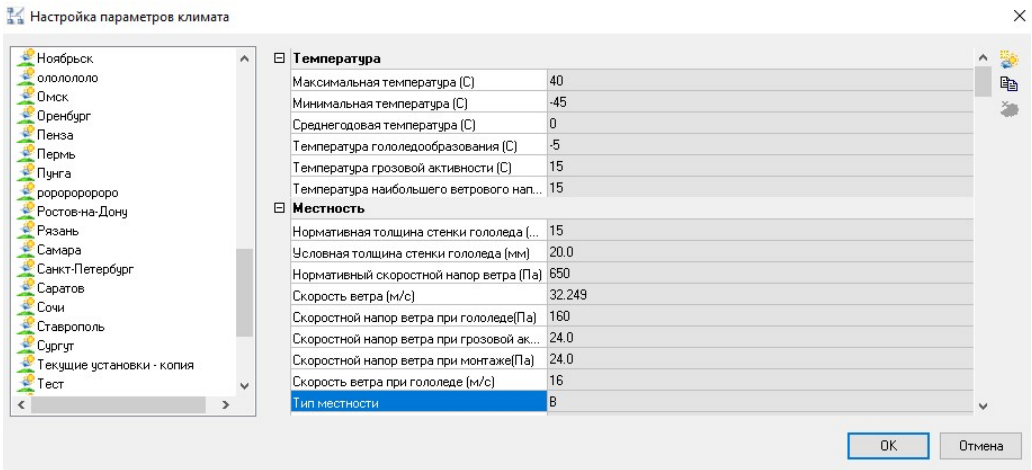 Настройка параметров климата
Ноябрьск
ололололо
Омск
Оренбург
Пенза
Пермь
Пунга
рорророророро
Ростов-на-Дону
Рязань
Самара
Санкт-Петербург
Саратов
Сочи
Ставрополь
Сургут
Текущие установки - копия
Тест
Температура
Максимальная температура (С) 40
Минимальная температура (С) -45
Среднегодовая температура (С) 0
Температура гололедообразования (С) -5
Температура грозовой активности (С) 15
Температура наибольшего ветрового нап... 15
Местность
Нормативная толщина стенки гололеда (... 15
Условная толщина стенки гололеда (мм) 20.0
Нормативный скоростной напор ветра (Па) 650
Скорость ветра (м/с) 32.249
Скоростной напор ветра при гололеде(Па) 160
Скоростной напор ветра при грозовой ак... 24.0
Скоростной напор ветра при монтаже(Па) 24.0
Скорость ветра при гололеде (м/с) 16
Тип местности B
OK Отмена